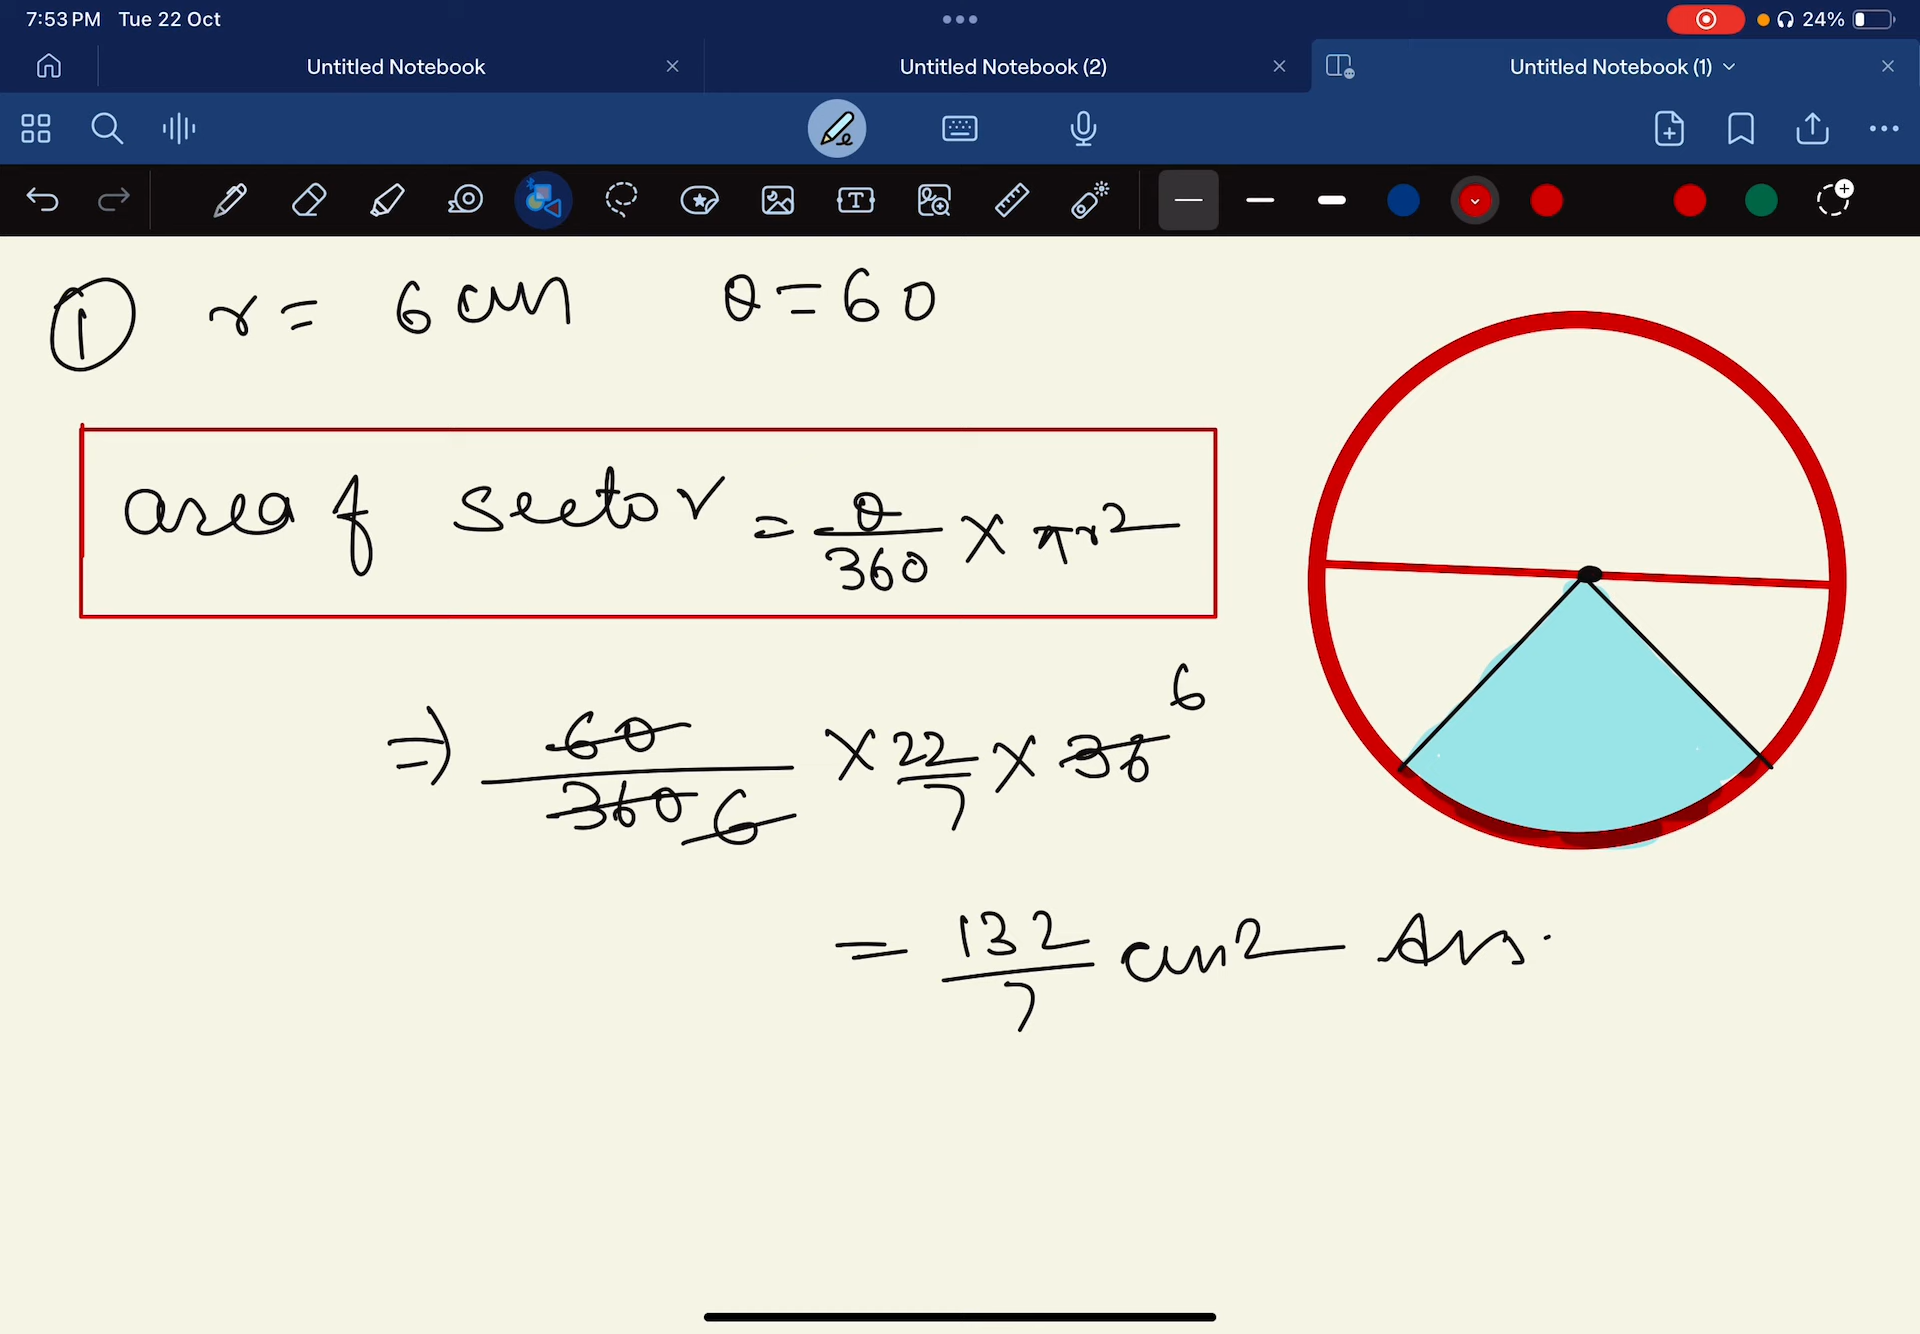 7:53 PM Tue 22 Oct 24%
Untitled Notebook Untitled Notebook (2) Untitled Notebook (1)
① r = 6 cm θ = 60
area of sector = θ/360 × πr²
⇒ 60/360 6 × 22/7 × 36 6
= 132/7 cm² Ans.